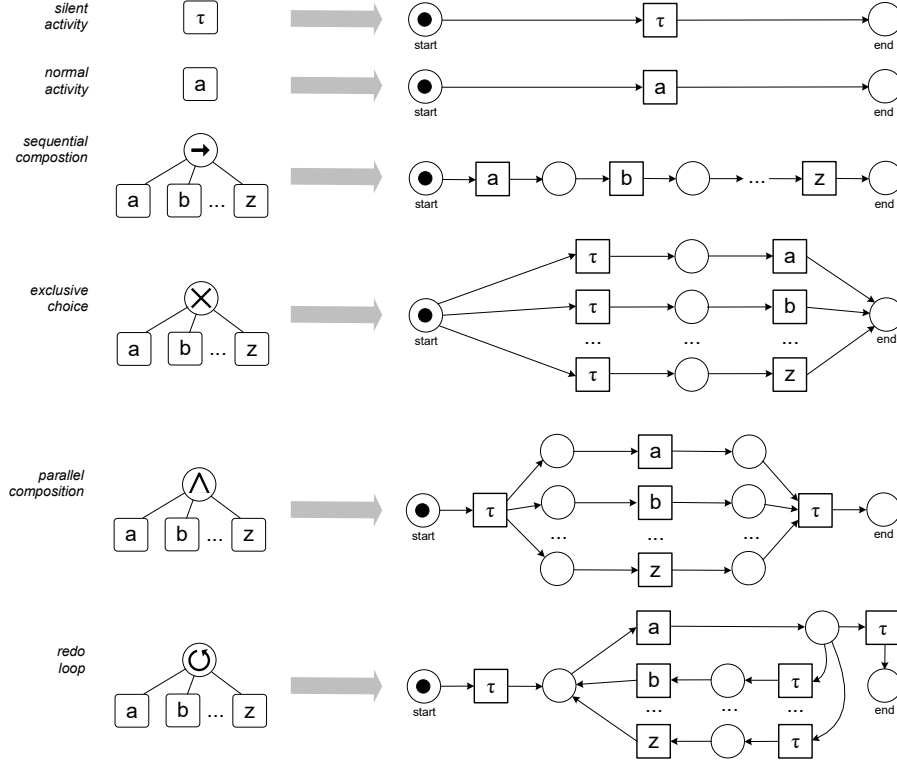 silent
activity
τ
τ
start
end
normal
activity
a
a
start
end
sequential
compostion
a b ... z
a b ... z
start
end
exclusive
choice
a b ... z
τ a
τ b
... ... ...
τ z
start
end
parallel
composition
a b ... z
a
τ b τ
... ... ...
z
start
end
redo
loop
a b ... z
a τ
τ b τ
... ... ...
z τ
start
end